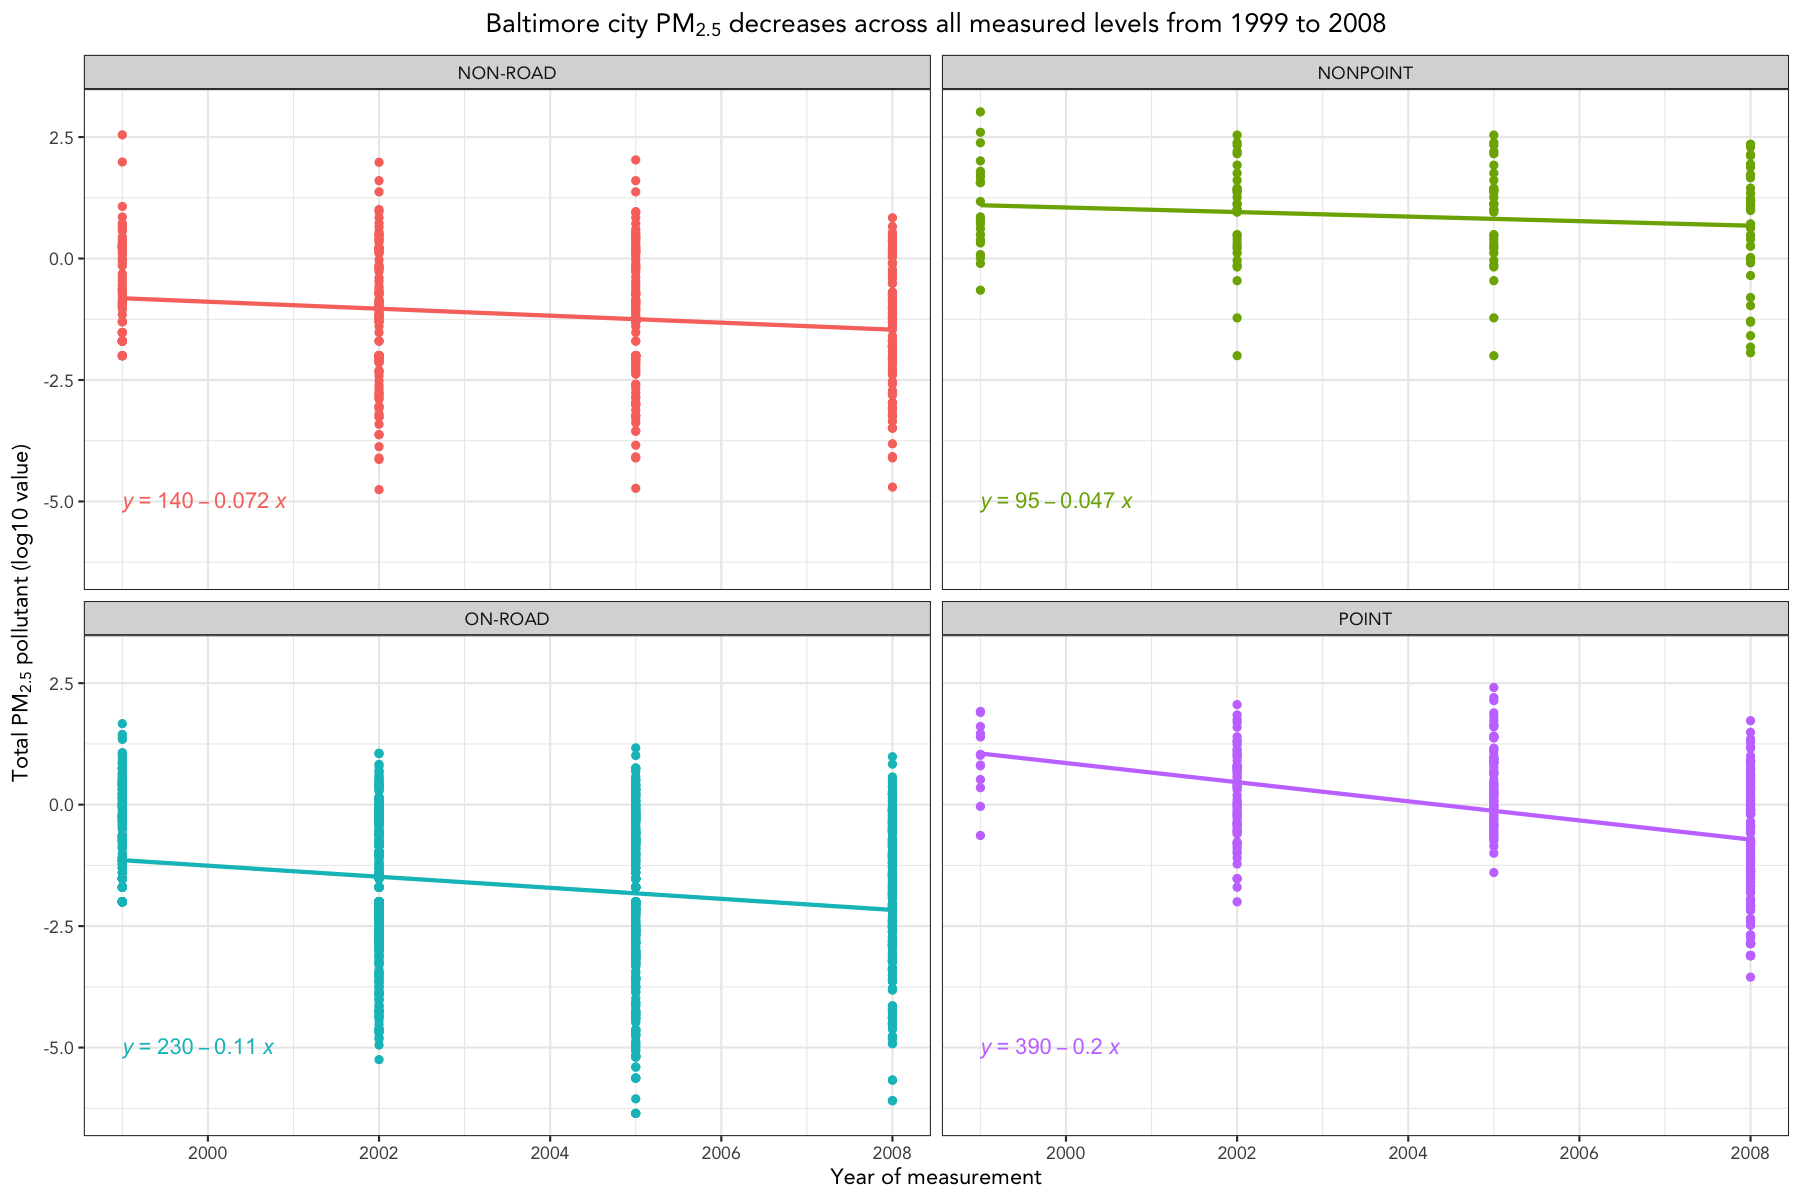 Baltimore city PM2.5 decreases across all measured levels from 1999 to 2008
NON-ROAD
NONPOINT
2.5
0.0
-2.5
-5.0
y = 140 – 0.072 x
y = 95 – 0.047 x
ON-ROAD
POINT
2.5
0.0
-2.5
-5.0
y = 230 – 0.11 x
y = 390 – 0.2 x
2000 2002 2004 2006 2008
2000 2002 2004 2006 2008
Year of measurement
Total PM2.5 pollutant (log10 value)